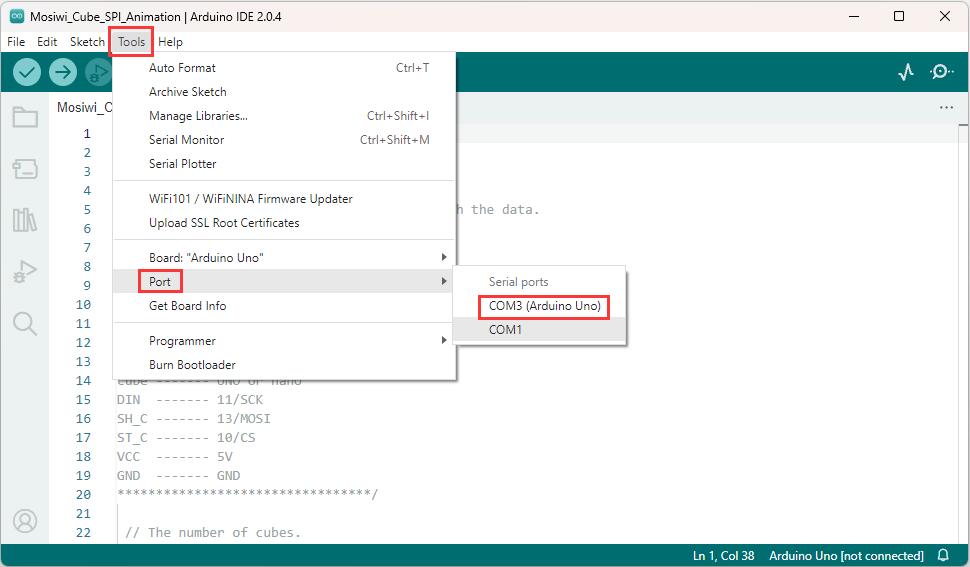 Mosiwi_Cube_SPI_Animation | Arduino IDE 2.0.4
File Edit Sketch Tools Help
Mosiwi_C
Auto Format Ctrl+T
Archive Sketch
Manage Libraries... Ctrl+Shift+I
Serial Monitor Ctrl+Shift+M
Serial Plotter
WiFi101 / WiFiNINA Firmware Updater
Upload SSL Root Certificates
Board: "Arduino Uno"
Port
Get Board Info
Programmer
Burn Bootloader
Serial ports
COM3 (Arduino Uno)
COM1
1
2
3
4
5 h the data.
6
7
8
9
10
11
12
13
14 cube ------- UNO or nano
15 DIN ------- 11/SCK
16 SH_C ------- 13/MOSI
17 ST_C ------- 10/CS
18 VCC ------- 5V
19 GND ------- GND
20 *********************************/
21
22 // The number of cubes.
Ln 1, Col 38 Arduino Uno [not connected]